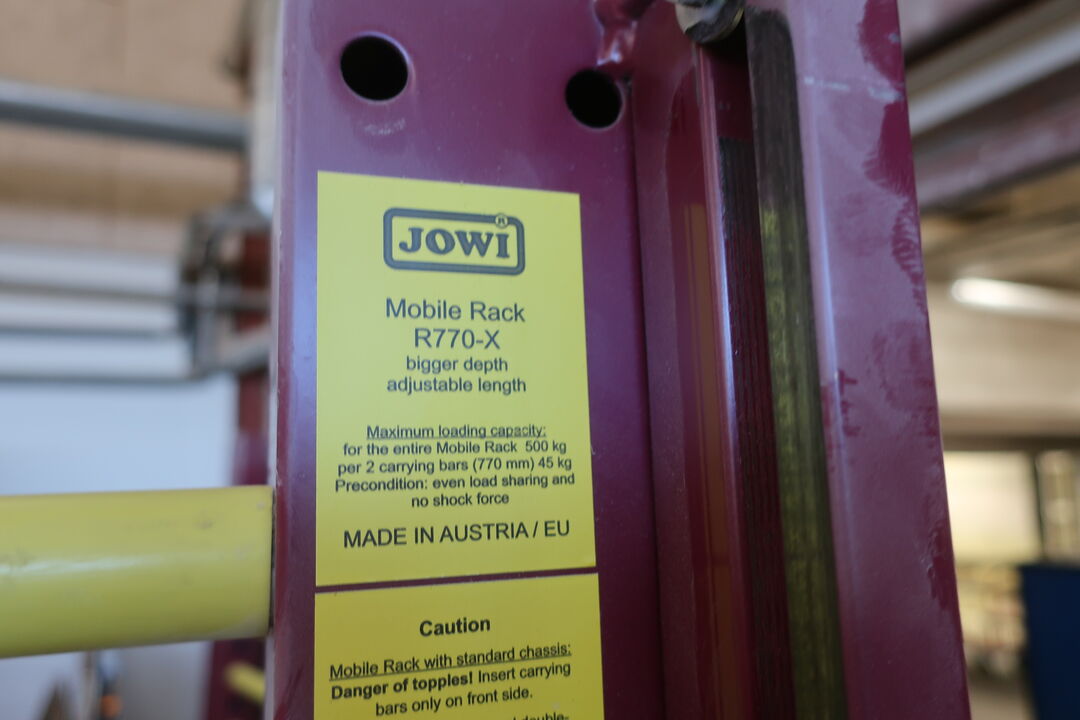 JOWI®
Mobile Rack
R770-X
bigger depth
adjustable length
Maximum loading capacity:
for the entire Mobile Rack 500 kg
per 2 carrying bars (770 mm) 45 kg
Precondition: even load sharing and
no shock force
MADE IN AUSTRIA / EU
Caution
Mobile Rack with standard chassis:
Danger of topples! Insert carrying
bars only on front side.
double-